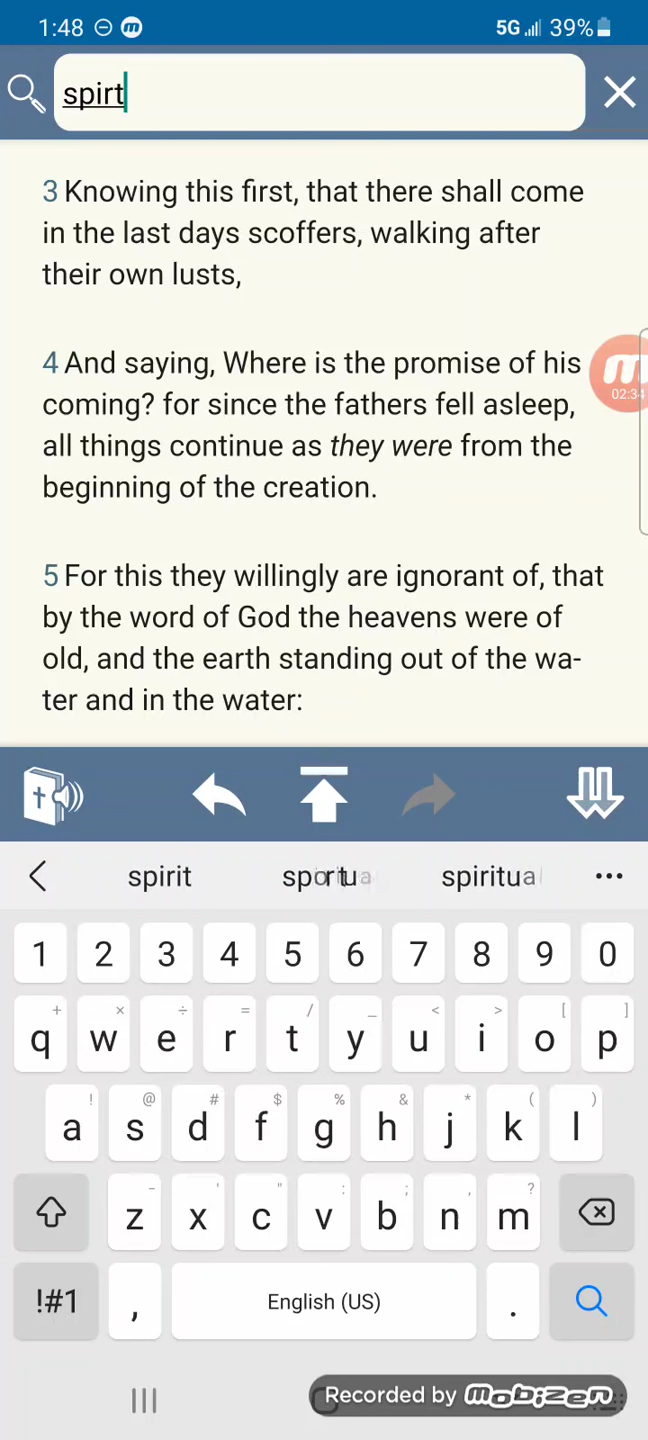 1:48 5G 39%
spirt
3 Knowing this first, that there shall come
in the last days scoffers, walking after
their own lusts,
4 And saying, Where is the promise of his
coming? for since the fathers fell asleep,
all things continue as they were from the
beginning of the creation.
02:34
5 For this they willingly are ignorant of, that
by the word of God the heavens were of
old, and the earth standing out of the wa-
ter and in the water:
spirit spiritua
1 2 3 4 5 6 7 8 9 0
+ × ÷ = / _ < > [ ]
q w e r t y u i o p
! @ # $ % & * ( )
a s d f g h j k l
- ' " : ; , ?
z x c v b n m
!#1 , English (US) .
Recorded by mobizen